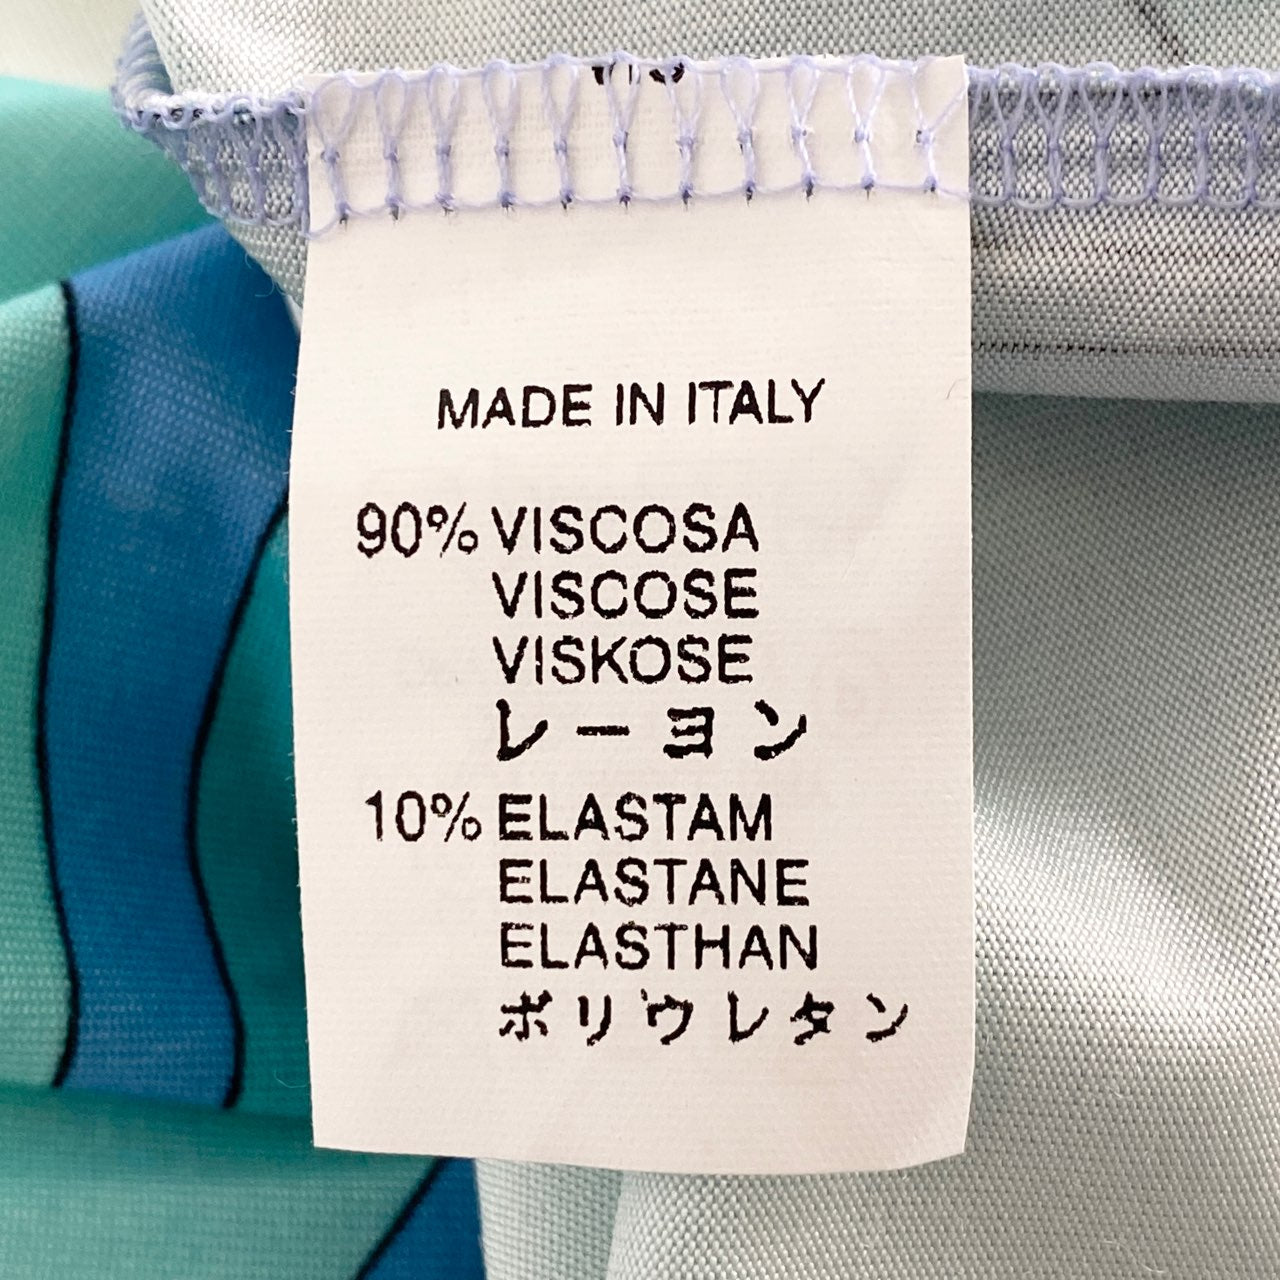 MADE IN ITALY
90% VISCOSA
VISCOSE
VISKOSE
レーヨン
10% ELASTAM
ELASTANE
ELASTHAN
ポリウレタン